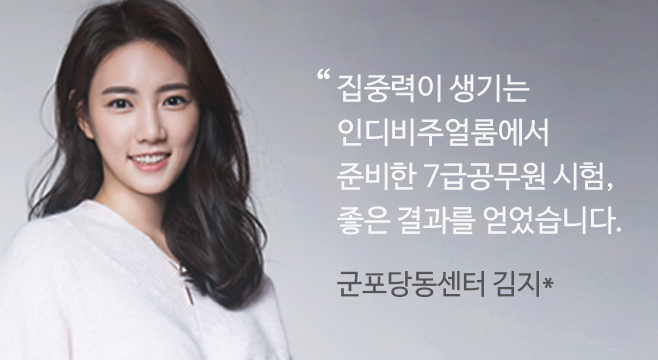 “ 집중력이 생기는
인디비주얼룸에서
준비한 7급공무원 시험,
좋은 결과를 얻었습니다.
군포당동센터 김지*